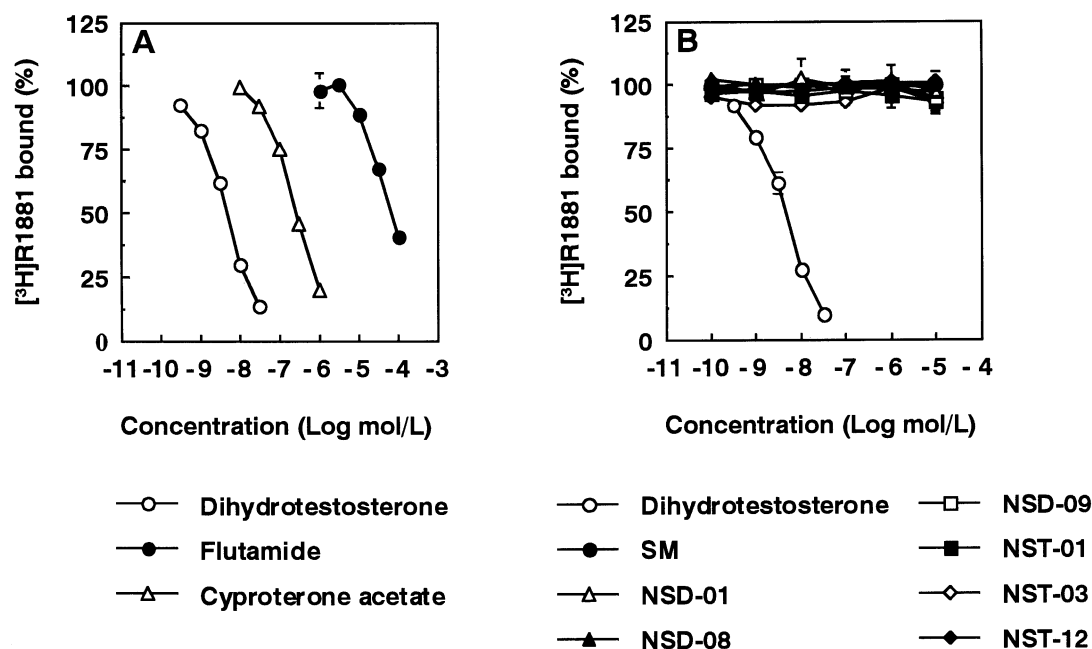 A
[³H]R1881 bound (%)
125
100
75
50
25
0
-11 -10 -9 -8 -7 -6 -5 -4 -3
Concentration (Log mol/L)
Dihydrotestosterone
Flutamide
Cyproterone acetate
B
[³H]R1881 bound (%)
125
100
75
50
25
0
-11 -10 -9 -8 -7 -6 -5 -4
Concentration (Log mol/L)
Dihydrotestosterone
SM
NSD-01
NSD-08
NSD-09
NST-01
NST-03
NST-12